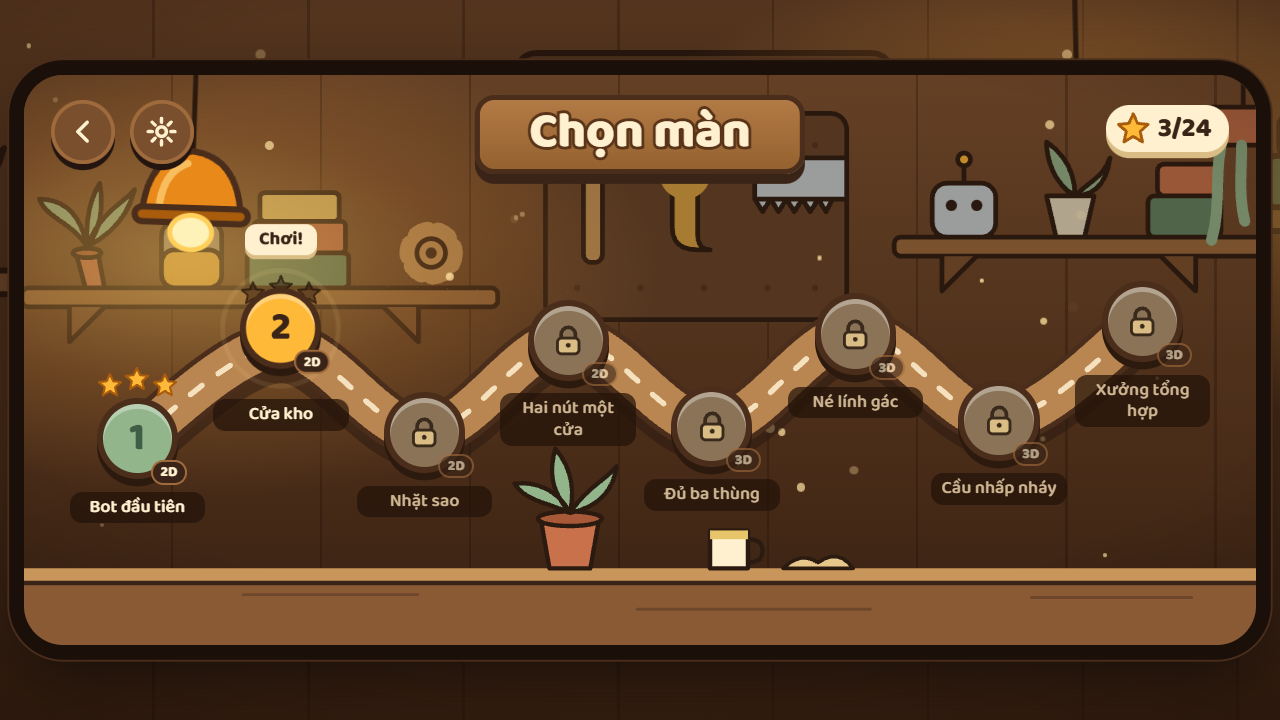 Chọn màn
3/24
Chơi!
2
2D
Cửa kho
1
2D
Bot đầu tiên
2D
Nhặt sao
2D
Hai nút một
cửa
3D
Đủ ba thùng
3D
Né lính gác
3D
Cầu nhấp nháy
3D
Xưởng tổng
hợp